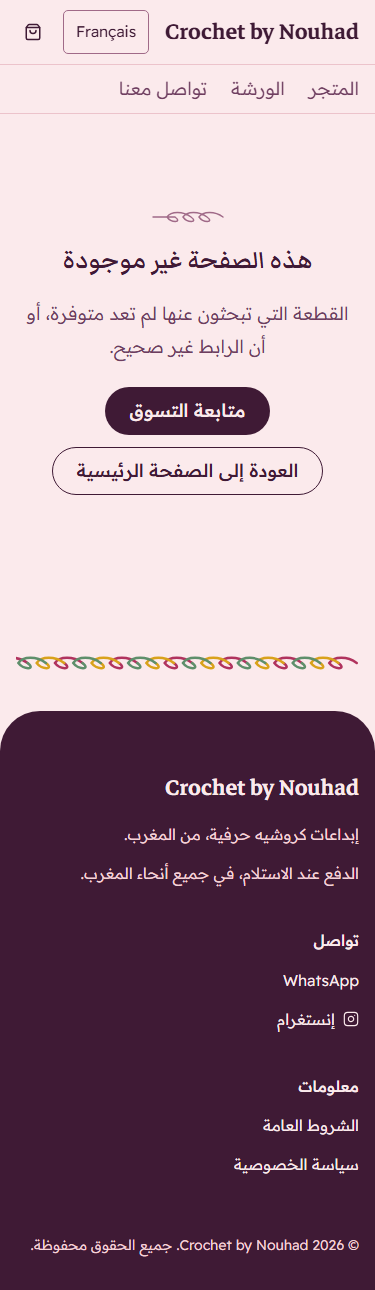 Crochet by Nouhad
Français
المتجر
الورشة
تواصل معنا
هذه الصفحة غير موجودة
القطعة التي تبحثون عنها لم تعد متوفرة، أو
أن الرابط غير صحيح.
متابعة التسوق
العودة إلى الصفحة الرئيسية
Crochet by Nouhad
إبداعات كروشيه حرفية، من المغرب.
الدفع عند الاستلام، في جميع أنحاء المغرب.
تواصل
WhatsApp
إنستغرام
معلومات
الشروط العامة
سياسة الخصوصية
© 2026 Crochet by Nouhad. جميع الحقوق محفوظة.